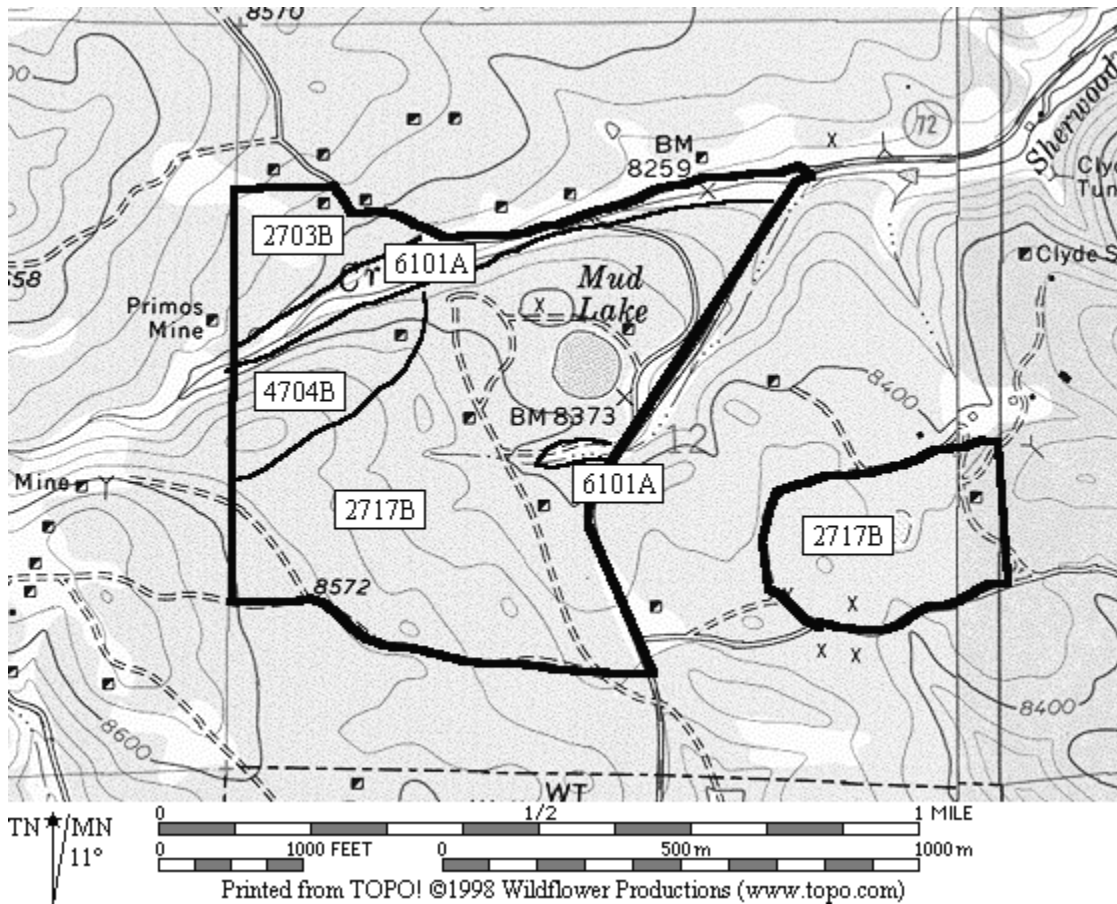 8570
00
72
Sherwood
BM
8259
Clyd
Tun
2703B
6101A
Cr
Mud
Lake
Clyde S
558
Primos
Mine
4704B
8400
BM 8373
12
6101A
Mine
2717B
2717B
8572
8600
8400
WT
TN MN
11°
0 1/2 1 MILE
0 1000 FEET 0 500 m 1000 m
Printed from TOPO! ©1998 Wildflower Productions (www.topo.com)